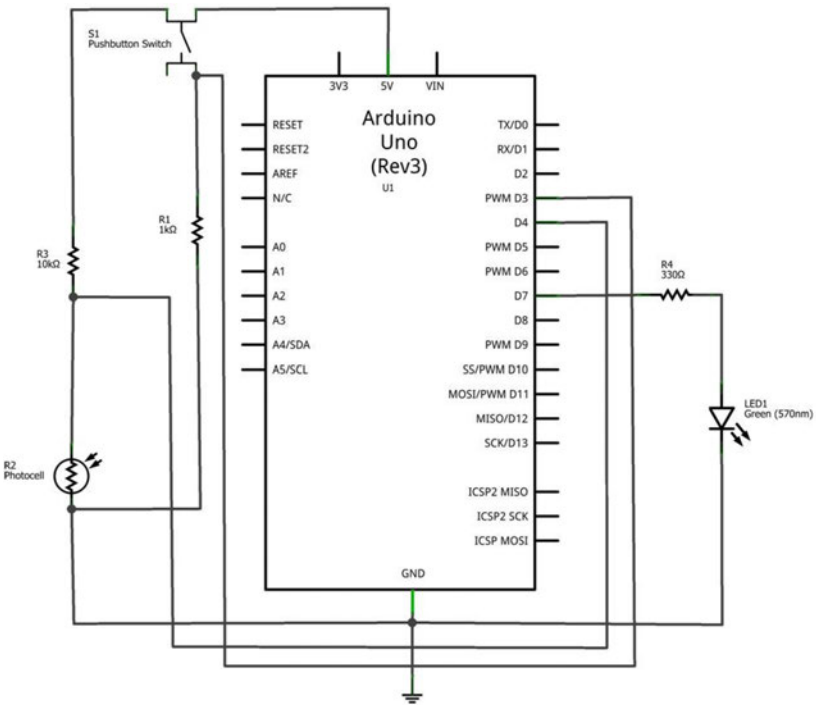 S1
Pushbutton Switch
3V3
5V
VIN
Arduino
Uno
(Rev3)
U1
RESET
RESET2
AREF
N/C
A0
A1
A2
A3
A4/SDA
A5/SCL
TX/D0
RX/D1
D2
PWM D3
D4
PWM D5
PWM D6
D7
D8
PWM D9
SS/PWM D10
MOSI/PWM D11
MISO/D12
SCK/D13
ICSP2 MISO
ICSP2 SCK
ICSP MOSI
GND
R1
1kΩ
R3
10kΩ
R2
Photocell
R4
330Ω
LED1
Green (570nm)